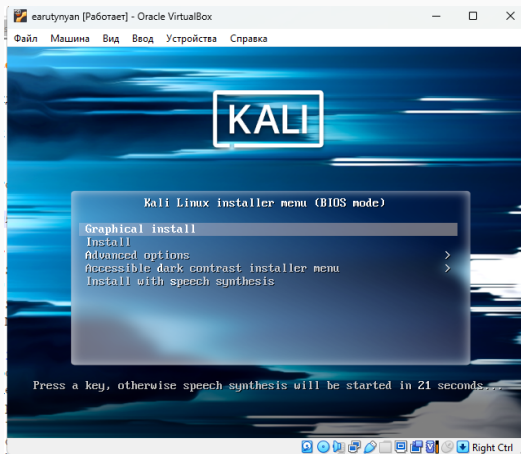 earutynyan [Работает] - Oracle VirtualBox
Файл Машина Вид Ввод Устройства Справка
KALI
Kali Linux installer menu (BIOS mode)
Graphical install
Install
Advanced options >
Accessible dark contrast installer menu >
Install with speech synthesis
Press a key, otherwise speech synthesis will be started in 21 seconds...
Right Ctrl